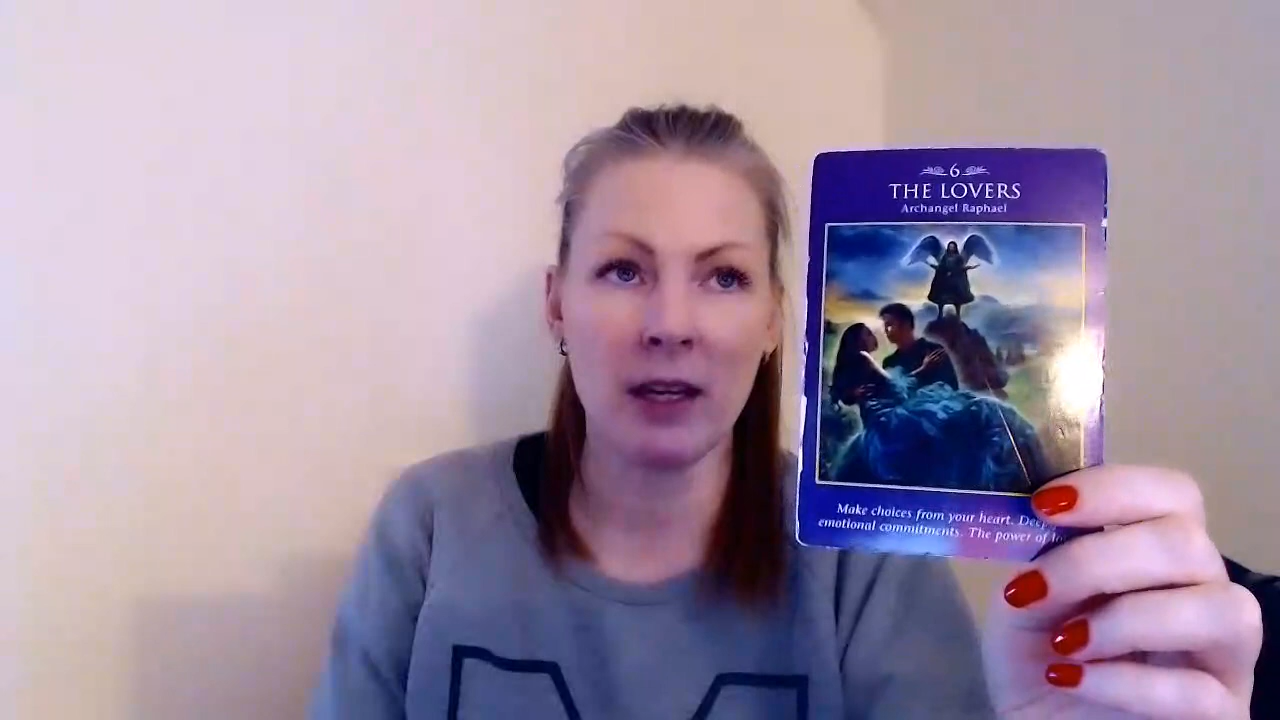 6
THE LOVERS
Archangel Raphael
Make choices from your heart.
emotional commitments. The power of
M